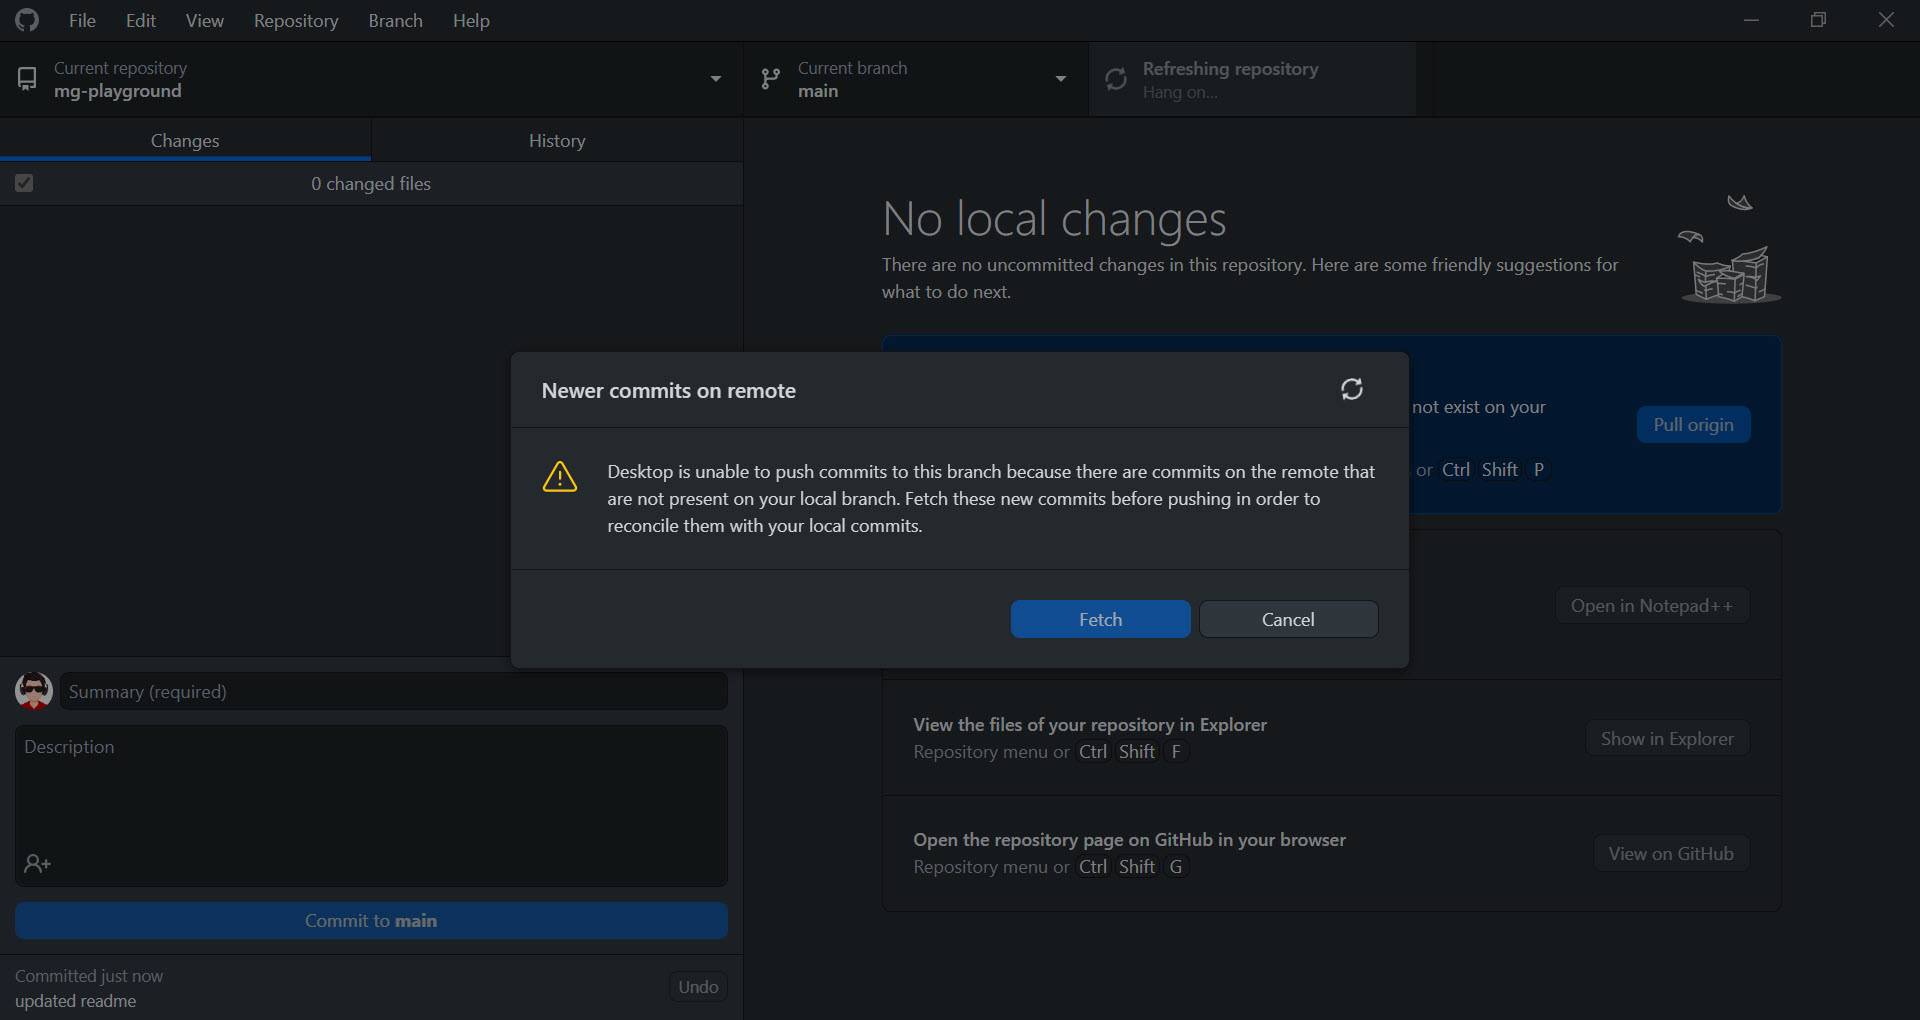 File Edit View Repository Branch Help
Current repository
mg-playground
Current branch
main
Refreshing repository
Hang on...
Changes
History
0 changed files
No local changes
There are no uncommitted changes in this repository. Here are some friendly suggestions for
what to do next.
not exist on your
Pull origin
or Ctrl Shift P
Newer commits on remote
Desktop is unable to push commits to this branch because there are commits on the remote that
are not present on your local branch. Fetch these new commits before pushing in order to
reconcile them with your local commits.
Fetch
Cancel
Open in Notepad++
View the files of your repository in Explorer
Repository menu or Ctrl Shift F
Show in Explorer
Open the repository page on GitHub in your browser
Repository menu or Ctrl Shift G
View on GitHub
Summary (required)
Description
Commit to main
Committed just now
updated readme
Undo